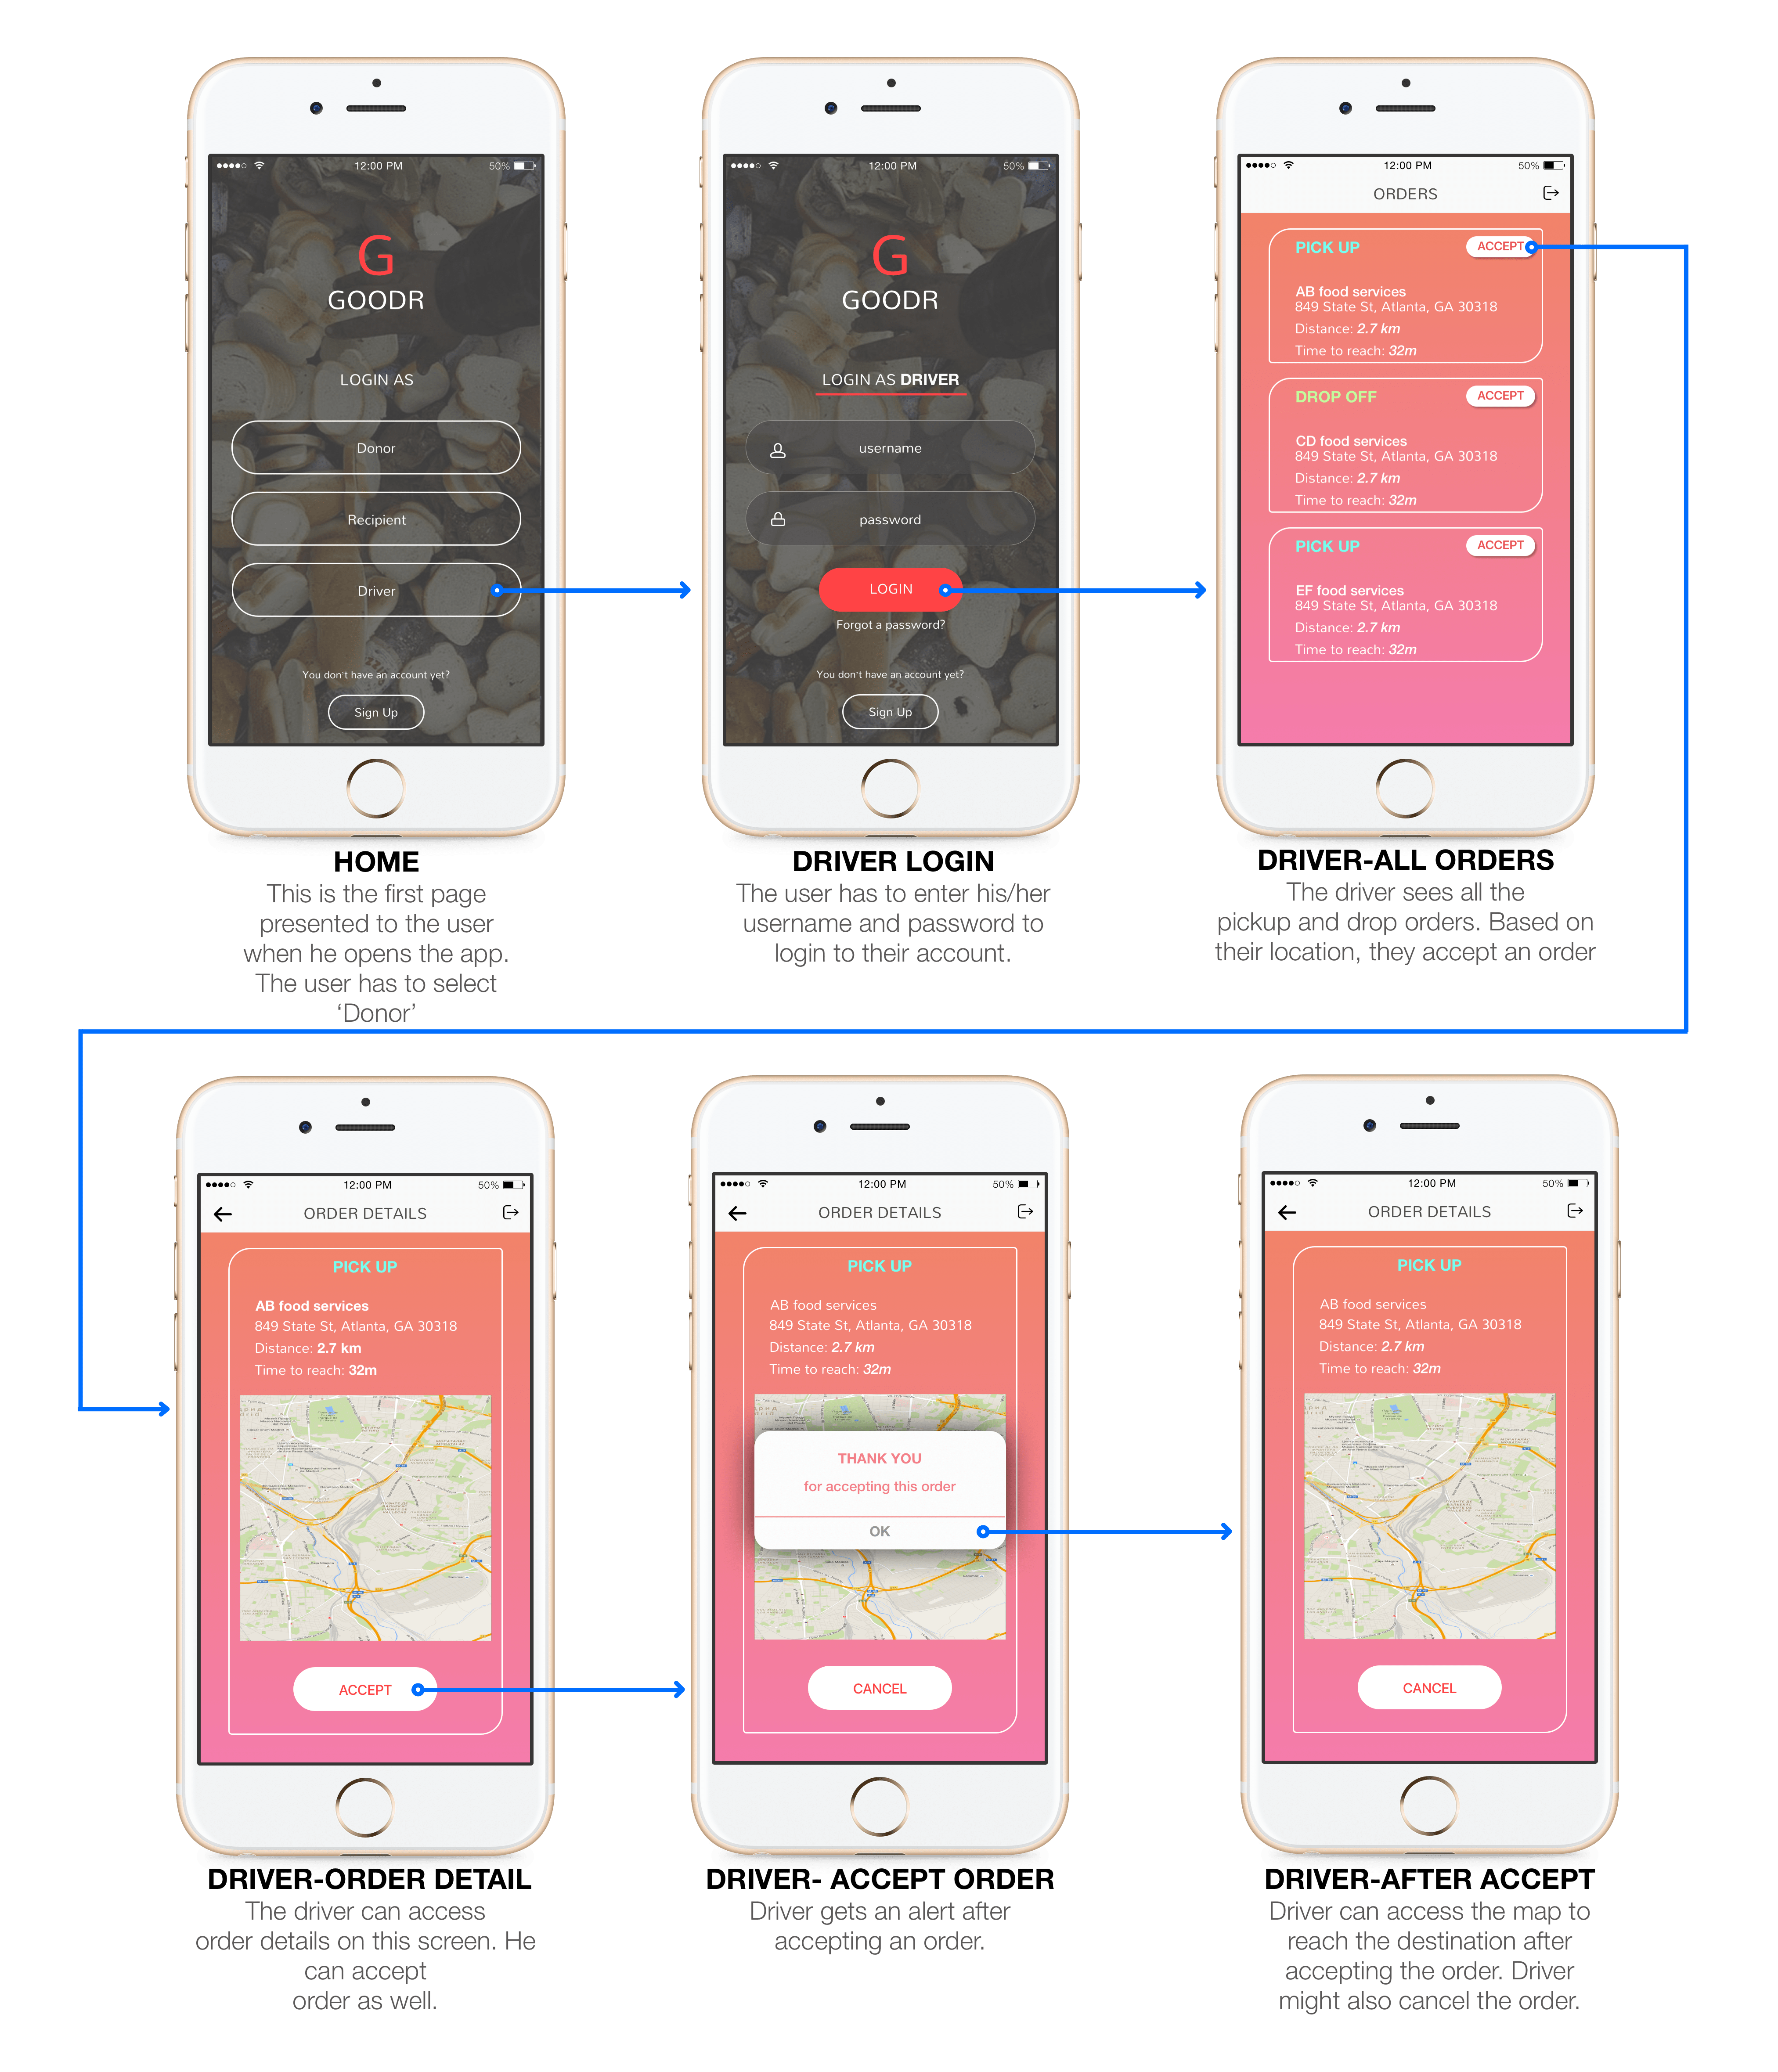 12:00 PM 50%
G
GOODR
LOGIN AS
Donor
Recipient
Driver
You don't have an account yet?
Sign Up
HOME
This is the first page
presented to the user
when he opens the app.
The user has to select
‘Donor’
12:00 PM 50%
G
GOODR
LOGIN AS DRIVER
username
password
LOGIN
Forgot a password?
You don't have an account yet?
Sign Up
DRIVER LOGIN
The user has to enter his/her
username and password to
login to their account.
12:00 PM 50%
ORDERS
PICK UP ACCEPT
AB food services
849 State St, Atlanta, GA 30318
Distance: 2.7 km
Time to reach: 32m
DROP OFF ACCEPT
CD food services
849 State St, Atlanta, GA 30318
Distance: 2.7 km
Time to reach: 32m
PICK UP ACCEPT
EF food services
849 State St, Atlanta, GA 30318
Distance: 2.7 km
Time to reach: 32m
DRIVER-ALL ORDERS
The driver sees all the
pickup and drop orders. Based on
their location, they accept an order
12:00 PM 50%
ORDER DETAILS
PICK UP
AB food services
849 State St, Atlanta, GA 30318
Distance: 2.7 km
Time to reach: 32m
ACCEPT
DRIVER-ORDER DETAIL
The driver can access
order details on this screen. He
can accept
order as well.
12:00 PM 50%
ORDER DETAILS
PICK UP
AB food services
849 State St, Atlanta, GA 30318
Distance: 2.7 km
Time to reach: 32m
THANK YOU
for accepting this order
OK
CANCEL
DRIVER- ACCEPT ORDER
Driver gets an alert after
accepting an order.
12:00 PM 50%
ORDER DETAILS
PICK UP
AB food services
849 State St, Atlanta, GA 30318
Distance: 2.7 km
Time to reach: 32m
CANCEL
DRIVER-AFTER ACCEPT
Driver can access the map to
reach the destination after
accepting the order. Driver
might also cancel the order.